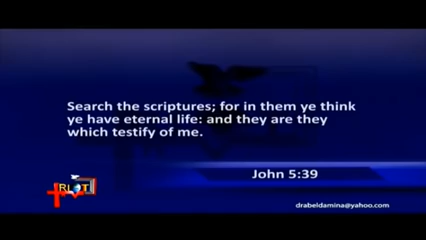 Search the scriptures; for in them ye think
ye have eternal life: and they are they
which testify of me.
John 5:39
drabeldamina@yahoo.com